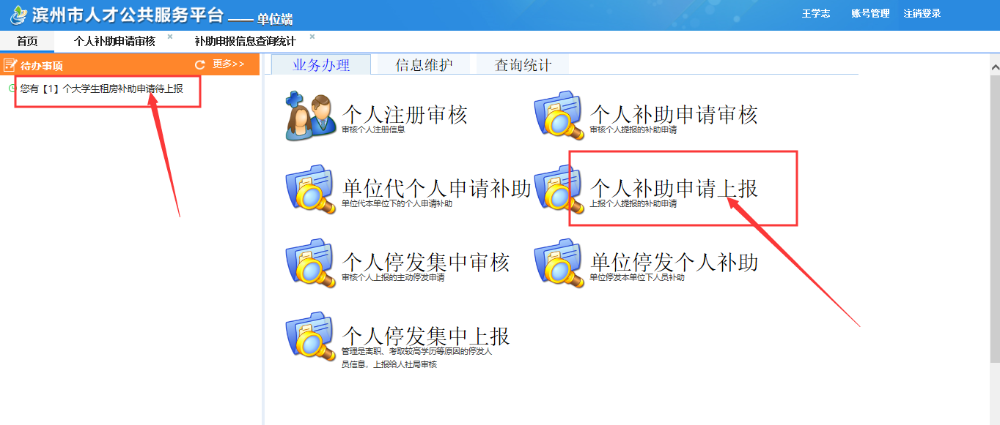 滨州市人才公共服务平台 —— 单位端
王学志 账号管理 注销登录
首页 个人补助申请审核 × 补助申报信息查询统计 ×
待办事项 更多>>
您有【1】个大学生租房补助申请待上报
业务办理 信息维护 查询统计
个人注册审核
审核个人注册信息
个人补助申请审核
审核个人提报的补助申请
单位代个人申请补助
单位代本单位下的个人申请补助
个人补助申请上报
上报个人提报的补助申请
个人停发集中审核
审核个人上报的主动停发申请
单位停发个人补助
单位停发本单位下人员补助
个人停发集中上报
管理是离职、考取较高学历等原因的停发人
员信息，上报给人社局审核